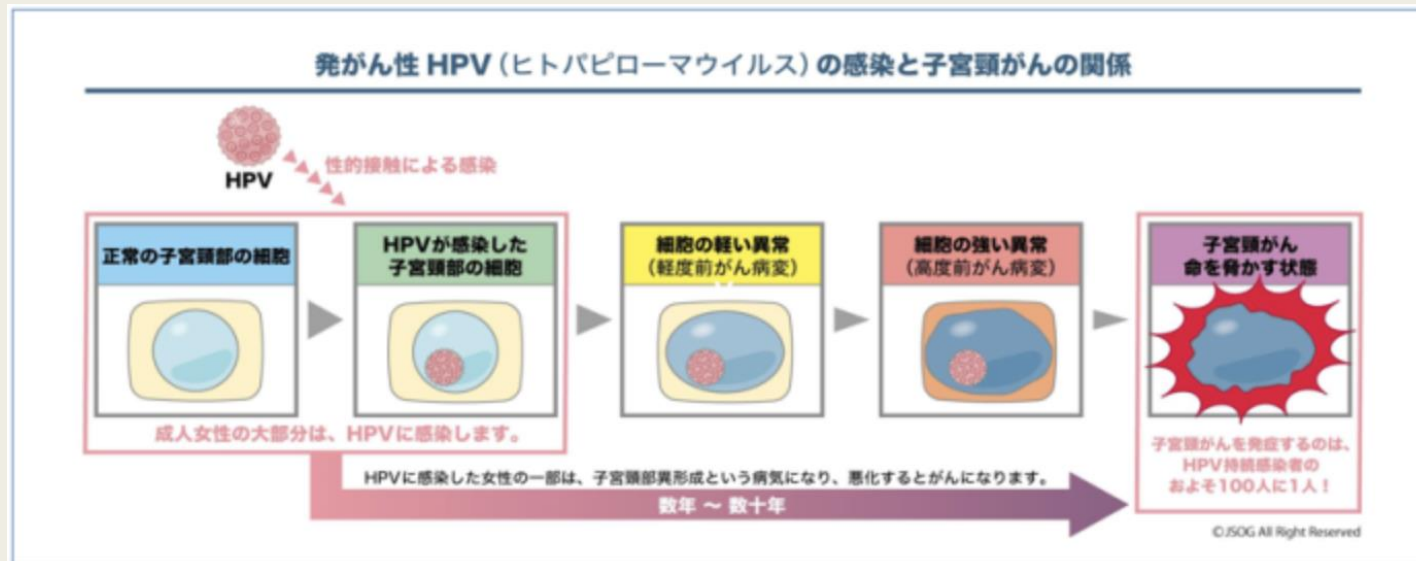 発がん性 HPV（ヒトパピローマウイルス）の感染と子宮頸がんの関係
HPV
性的接触による感染
正常の子宮頸部の細胞
HPVが感染した
子宮頸部の細胞
細胞の軽い異常
（軽度前がん病変）
細胞の強い異常
（高度前がん病変）
子宮頸がん
命を脅かす状態
成人女性の大部分は、HPVに感染します。
子宮頸がんを発症するのは、
HPV持続感染者の
およそ100人に1人！
HPVに感染した女性の一部は、子宮頸部異形成という病気になり、悪化するとがんになります。
数年 ～ 数十年
©JSOG All Right Reserved